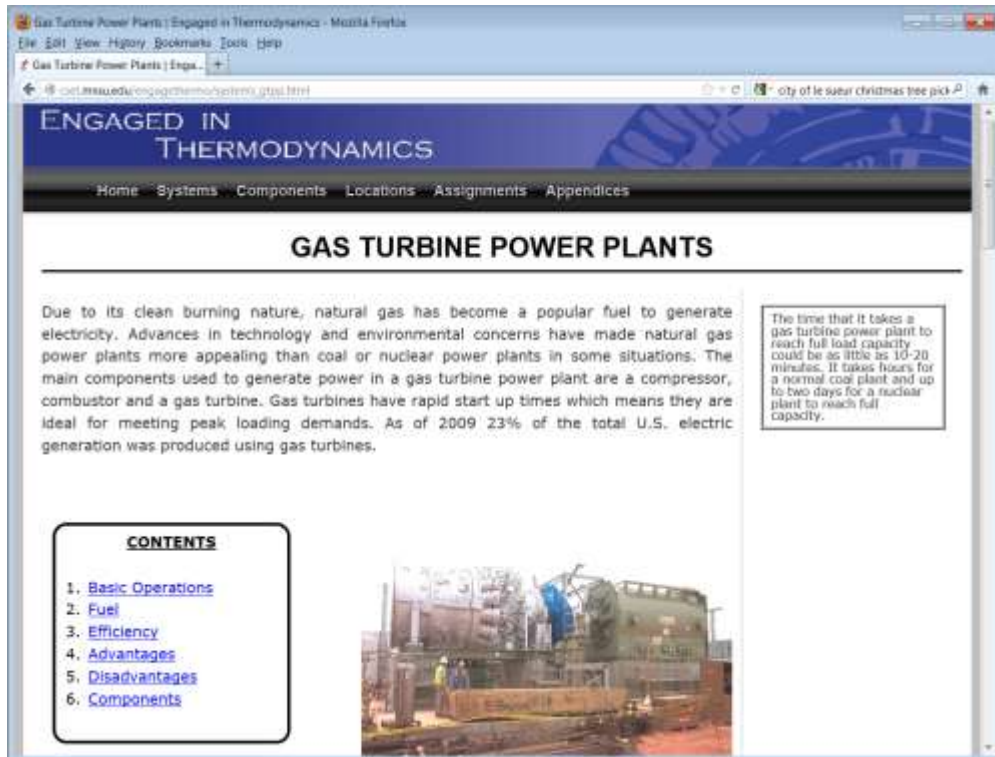 Gas Turbine Power Plants | Engaged in Thermodynamics - Mozilla Firefox
File Edit View History Bookmarks Tools Help
Gas Turbine Power Plants | Enga... +
cset.mnsu.edu/engagethermo/systems_gtpp.html city of le sueur christmas tree pick
ENGAGED IN
THERMODYNAMICS
Home Systems Components Locations Assignments Appendices
GAS TURBINE POWER PLANTS
Due to its clean burning nature, natural gas has become a popular fuel to generate
electricity. Advances in technology and environmental concerns have made natural gas
power plants more appealing than coal or nuclear power plants in some situations. The
main components used to generate power in a gas turbine power plant are a compressor,
combustor and a gas turbine. Gas turbines have rapid start up times which means they are
ideal for meeting peak loading demands. As of 2009 23% of the total U.S. electric
generation was produced using gas turbines.
The time that it takes a
gas turbine power plant to
reach full load capacity
could be as little as 10-20
minutes. It takes hours for
a normal coal plant and up
to two days for a nuclear
plant to reach full
capacity.
CONTENTS
1. Basic Operations
2. Fuel
3. Efficiency
4. Advantages
5. Disadvantages
6. Components